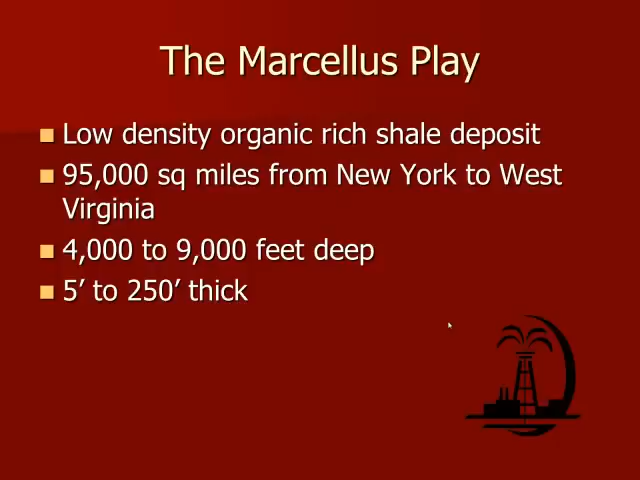 The Marcellus Play
Low density organic rich shale deposit
95,000 sq miles from New York to West
Virginia
4,000 to 9,000 feet deep
5’ to 250’ thick